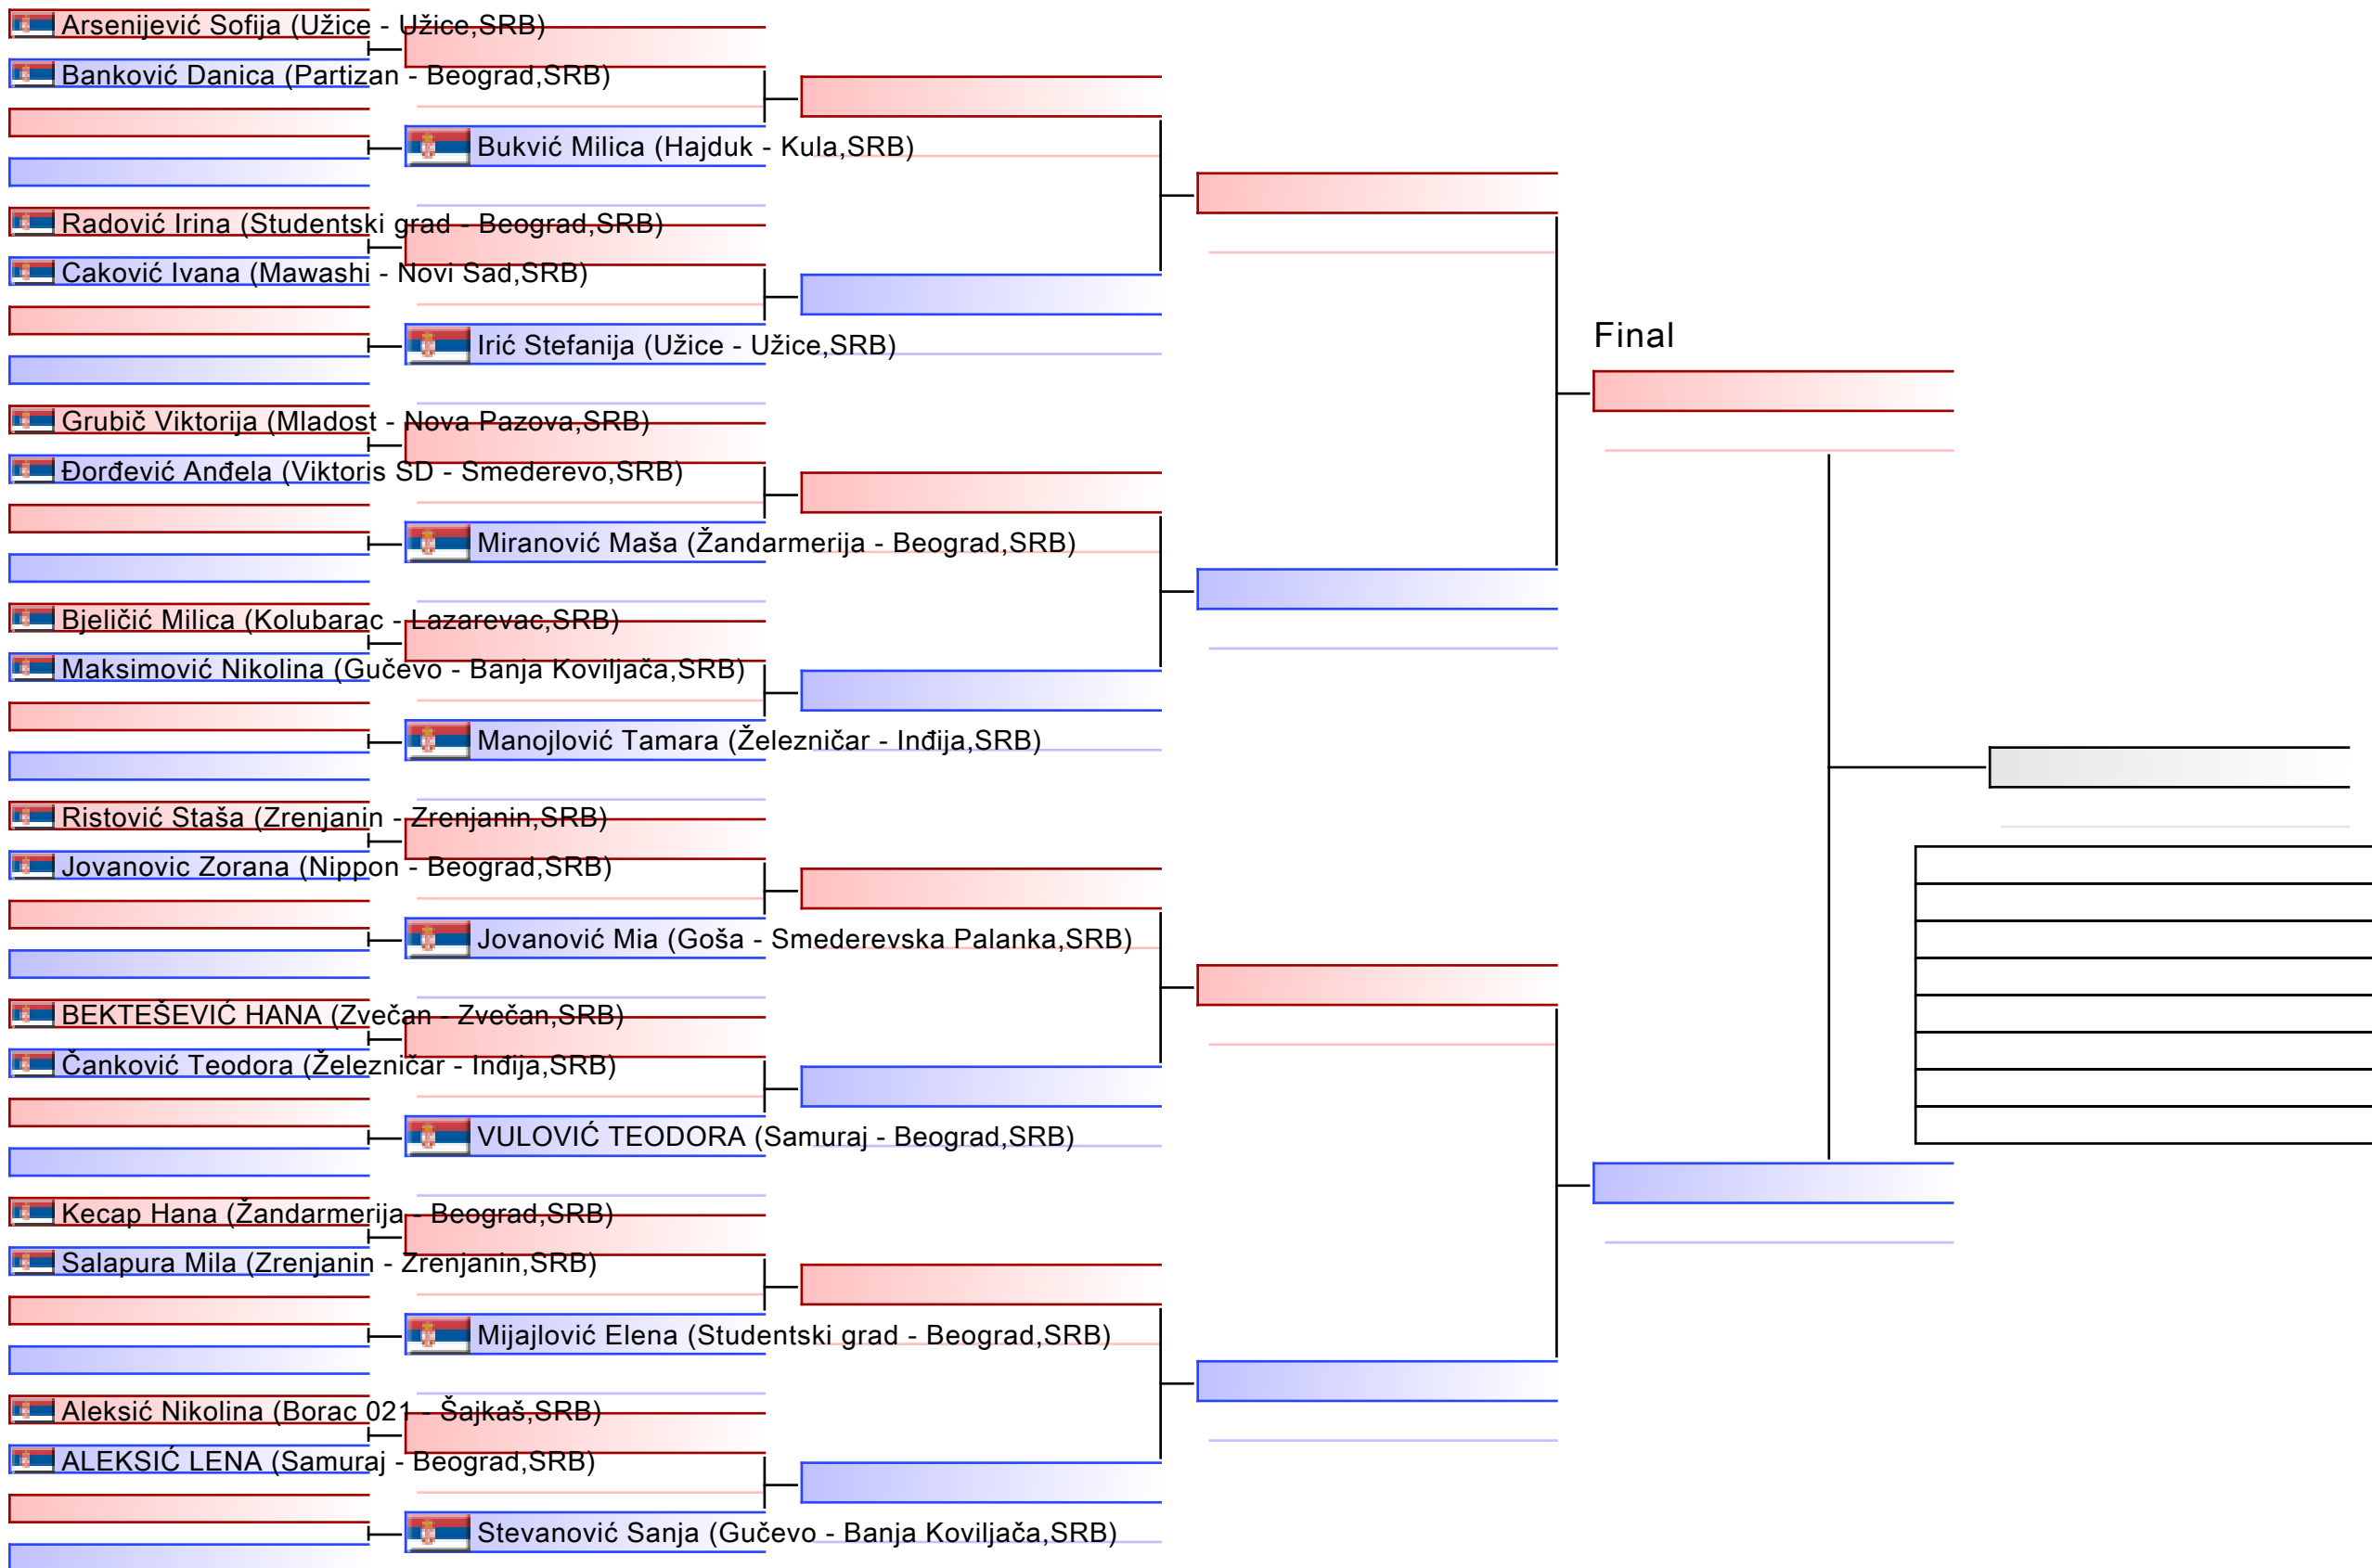 Arsenijević Sofija (Užice - Užice,SRB)
Banković Danica (Partizan - Beograd,SRB)
Bukvić Milica (Hajduk - Kula,SRB)
Radović Irina (Studentski grad - Beograd,SRB)
Caković Ivana (Mawashi - Novi Sad,SRB)
Irić Stefanija (Užice - Užice,SRB)
Final
Grubič Viktorija (Mladost - Nova Pazova,SRB)
Đorđević Anđela (Viktoris SD - Smederevo,SRB)
Miranović Maša (Žandarmerija - Beograd,SRB)
Bjeličić Milica (Kolubarac - Lazarevac,SRB)
Maksimović Nikolina (Gučevo - Banja Koviljača,SRB)
Manojlović Tamara (Železničar - Inđija,SRB)
Ristović Staša (Zrenjanin - Zrenjanin,SRB)
Jovanovic Zorana (Nippon - Beograd,SRB)
Jovanović Mia (Goša - Smederevska Palanka,SRB)
BEKTEŠEVIĆ HANA (Zvečan - Zvečan,SRB)
Čanković Teodora (Železničar - Inđija,SRB)
VULOVIĆ TEODORA (Samuraj - Beograd,SRB)
Kecap Hana (Žandarmerija - Beograd,SRB)
Salapura Mila (Zrenjanin - Zrenjanin,SRB)
Mijajlović Elena (Studentski grad - Beograd,SRB)
Aleksić Nikolina (Borac 021 - Šajkaš,SRB)
ALEKSIĆ LENA (Samuraj - Beograd,SRB)
Stevanović Sanja (Gučevo - Banja Koviljača,SRB)